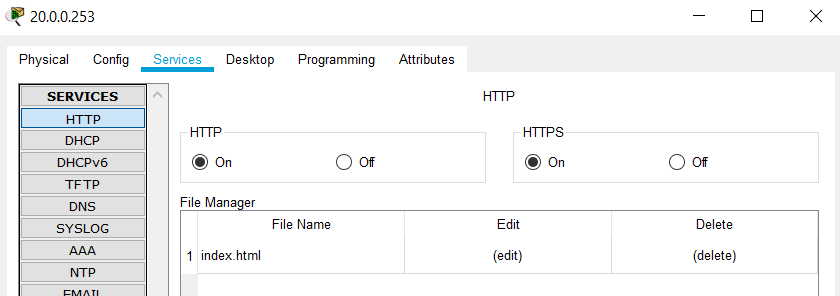 20.0.0.253
Physical Config Services Desktop Programming Attributes
SERVICES
HTTP
DHCP
DHCPv6
TFTP
DNS
SYSLOG
AAA
NTP
EMAIL
HTTP
HTTP
On Off
HTTPS
On Off
File Manager
File Name Edit Delete
1 index.html (edit) (delete)